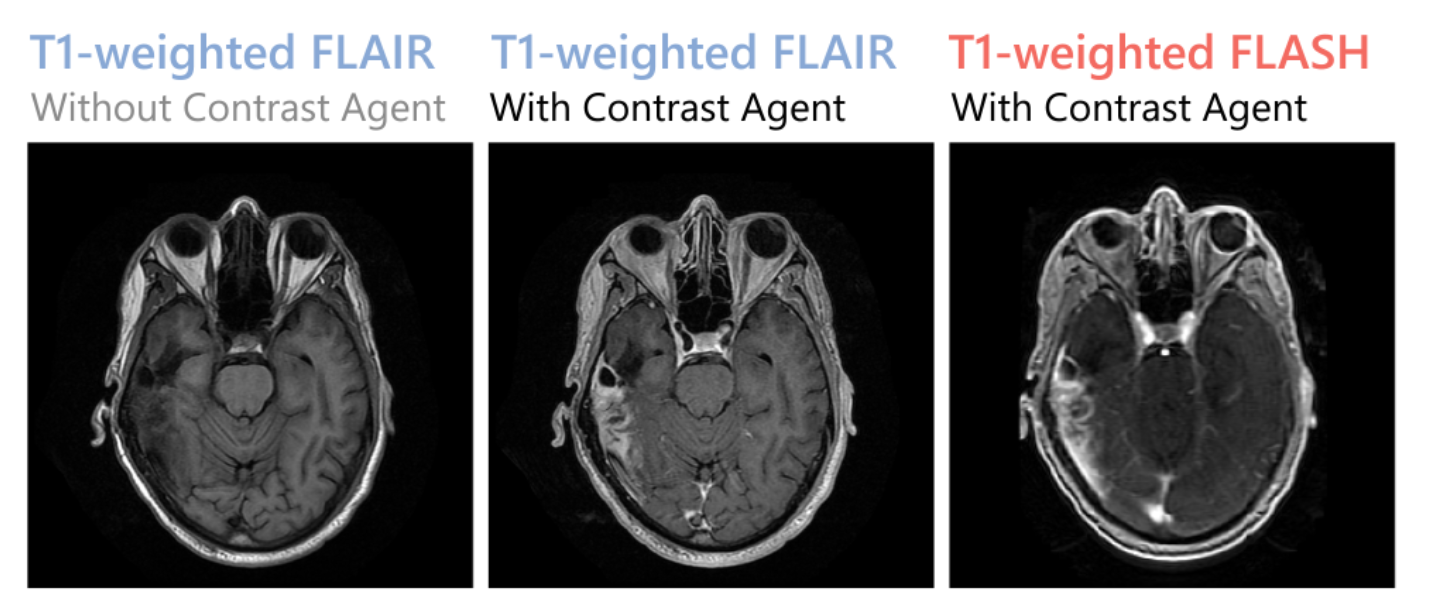 T1-weighted FLAIR
Without Contrast Agent
T1-weighted FLAIR
With Contrast Agent
T1-weighted FLASH
With Contrast Agent